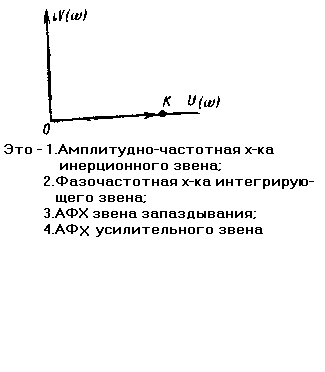 iV(ω)
0
K U(ω)
Это - 1.Амплитудно-частотная х-ка
инерционного звена;
2.Фазочастотная х-ка интегрирую-
щего звена;
3.АФХ звена запаздывания;
4.АФХ усилительного звена